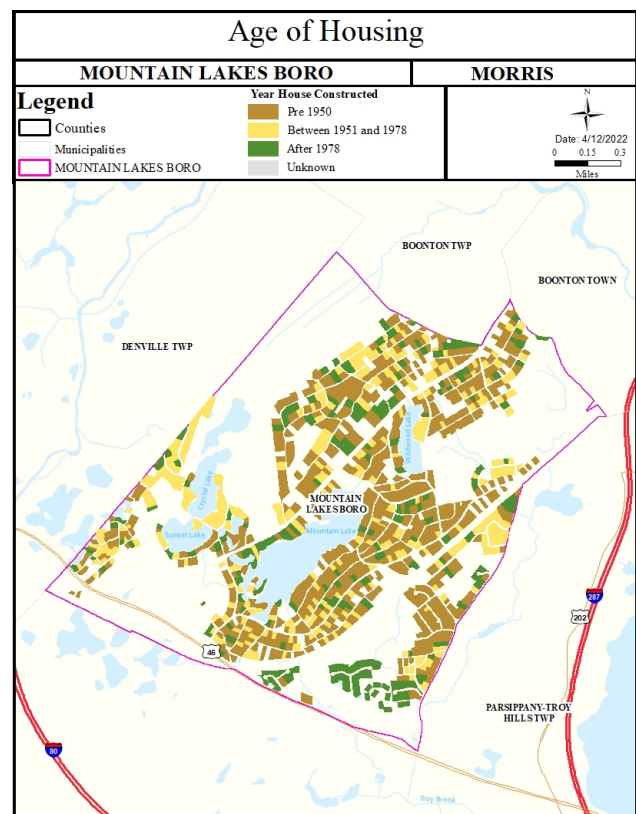 Age of Housing
MOUNTAIN LAKES BORO
MORRIS
Legend
Counties
Municipalities
MOUNTAIN LAKES BORO
Year House Constructed
Pre 1950
Between 1951 and 1978
After 1978
Unknown
N
Date: 4/12/2022
0 0.15 0.3
Miles
BOONTON TWP
BOONTON TOWN
DENVILLE TWP
Wildwood Lake
Crystal Lake
MOUNTAIN
LAKES BORO
Mountain Lake
Sunset Lake
287
202
46
PARSIPPANY-TROY
HILLS TWP
80
Troy Brook